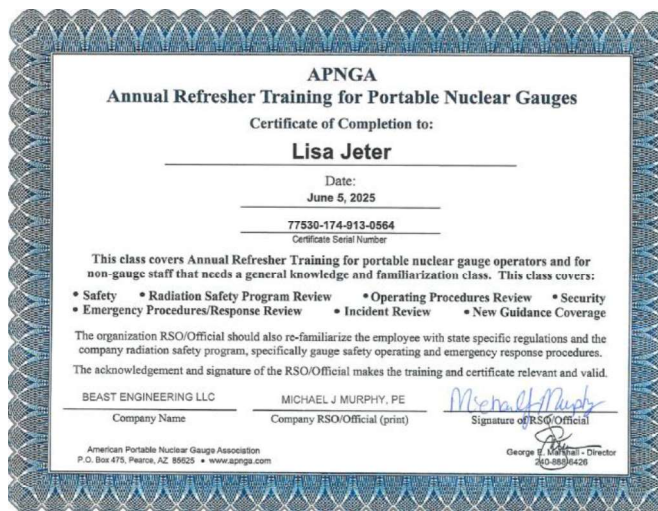 APNGA
Annual Refresher Training for Portable Nuclear Gauges
Certificate of Completion to:
Lisa Jeter
Date:
June 5, 2025
77530-174-913-0564
Certificate Serial Number
This class covers Annual Refresher Training for portable nuclear gauge operators and for
non-gauge staff that needs a general knowledge and familiarization class. This class covers:
• Safety • Radiation Safety Program Review • Operating Procedures Review • Security
• Emergency Procedures/Response Review • Incident Review • New Guidance Coverage
The organization RSO/Official should also re-familiarize the employee with state specific regulations and the
company radiation safety program, specifically gauge safety operating and emergency response procedures.
The acknowledgement and signature of the RSO/Official makes the training and certificate relevant and valid.
BEAST ENGINEERING LLC MICHAEL J MURPHY, PE Michael J Murphy
Company Name Company RSO/Official (print) Signature of RSO/Official
American Portable Nuclear Gauge Association
P.O. Box 475, Pearce, AZ 85625 • www.apnga.com
George E. Marshall - Director
240-888-6426